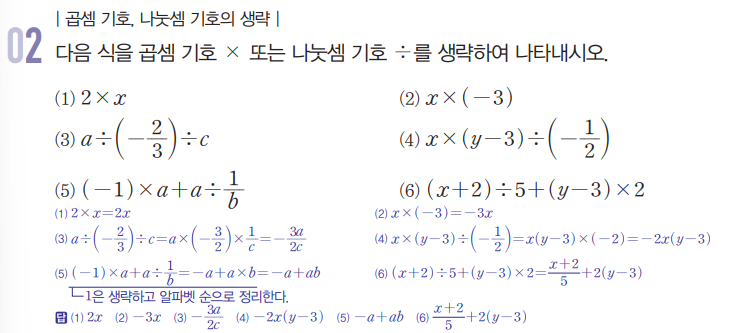 | 곱셈 기호, 나눗셈 기호의 생략 |
02 다음 식을 곱셈 기호 × 또는 나눗셈 기호 ÷를 생략하여 나타내시오.
(1) 2×x (2) x×(−3)
(3) a÷(−2/3)÷c (4) x×(y−3)÷(−1/2)
(5) (−1)×a+a÷1/b (6) (x+2)÷5+(y−3)×2
(1) 2×x=2x (2) x×(−3)=−3x
(3) a÷(−2/3)÷c=a×(−3/2)×1/c=−3a/2c (4) x×(y−3)÷(−1/2)=x(y−3)×(−2)=−2x(y−3)
(5) (−1)×a+a÷1/b=−a+a×b=−a+ab (6) (x+2)÷5+(y−3)×2=x+2/5+2(y−3)
1은 생략하고 알파벳 순으로 정리한다.
답 (1) 2x (2) −3x (3) −3a/2c (4) −2x(y−3) (5) −a+ab (6) x+2/5+2(y−3)